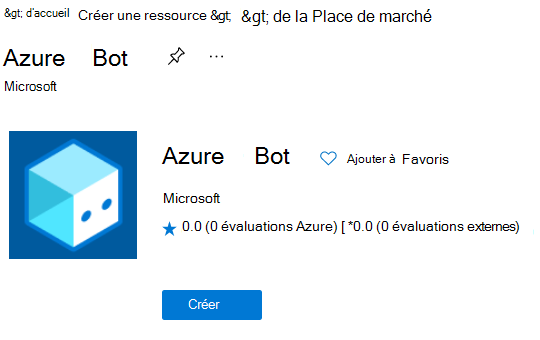 &gt; d'accueil Créer une ressource &gt; &gt; de la Place de marché
Azure Bot ...
Microsoft
Azure Bot Ajouter à Favoris
Microsoft
0.0 (0 évaluations Azure) [ *0.0 (0 évaluations externes)
Créer